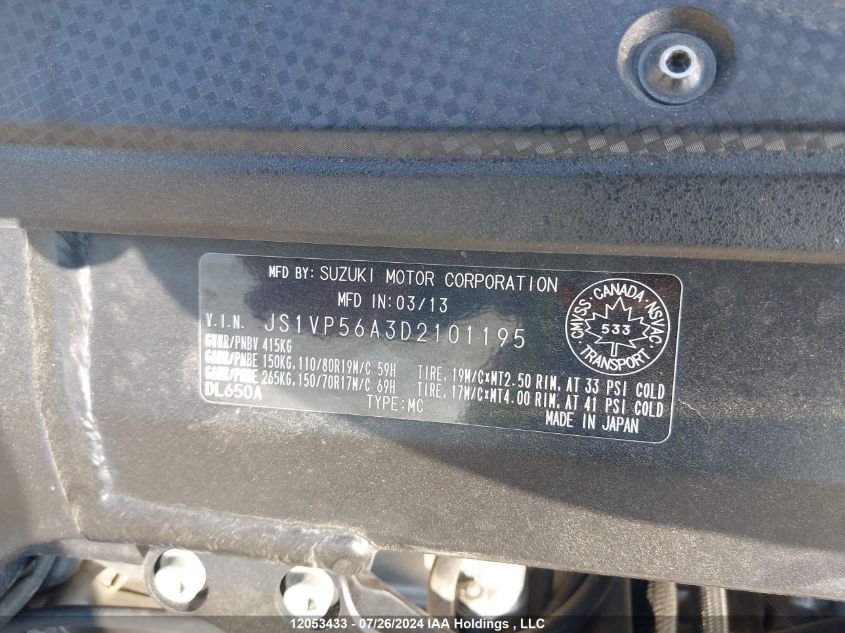 MFD BY: SUZUKI MOTOR CORPORATION
MFD IN: 03/13
V.I.N. JS1VP56A3D2101195
GVWR/PNBV 415KG
GAWR/PNBE 150KG, 110/80R19M/C 59H TIRE, 19M/C×MT2.50 RIM, AT 33 PSI COLD
GAWR/PNBE 265KG, 150/70R17M/C 69H TIRE, 17M/C×MT4.00 RIM, AT 41 PSI COLD
DL650A TYPE: MC MADE IN JAPAN
CMVSS · CANADA · NSVAC
533
TRANSPORT
12053433 - 07/26/2024 IAA Holdings , LLC